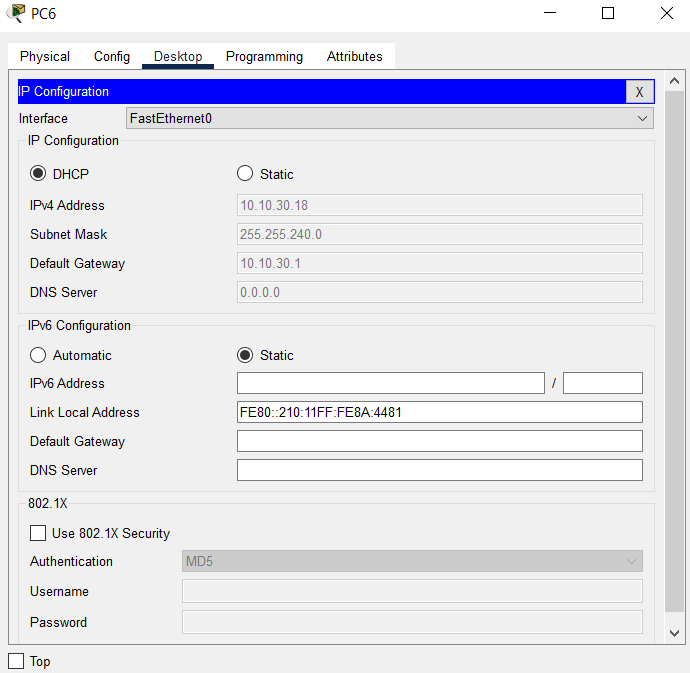 PC6
Physical Config Desktop Programming Attributes
IP Configuration X
Interface FastEthernet0
IP Configuration
DHCP Static
IPv4 Address 10.10.30.18
Subnet Mask 255.255.240.0
Default Gateway 10.10.30.1
DNS Server 0.0.0.0
IPv6 Configuration
Automatic Static
IPv6 Address /
Link Local Address FE80::210:11FF:FE8A:4481
Default Gateway
DNS Server
802.1X
Use 802.1X Security
Authentication MD5
Username
Password
Top